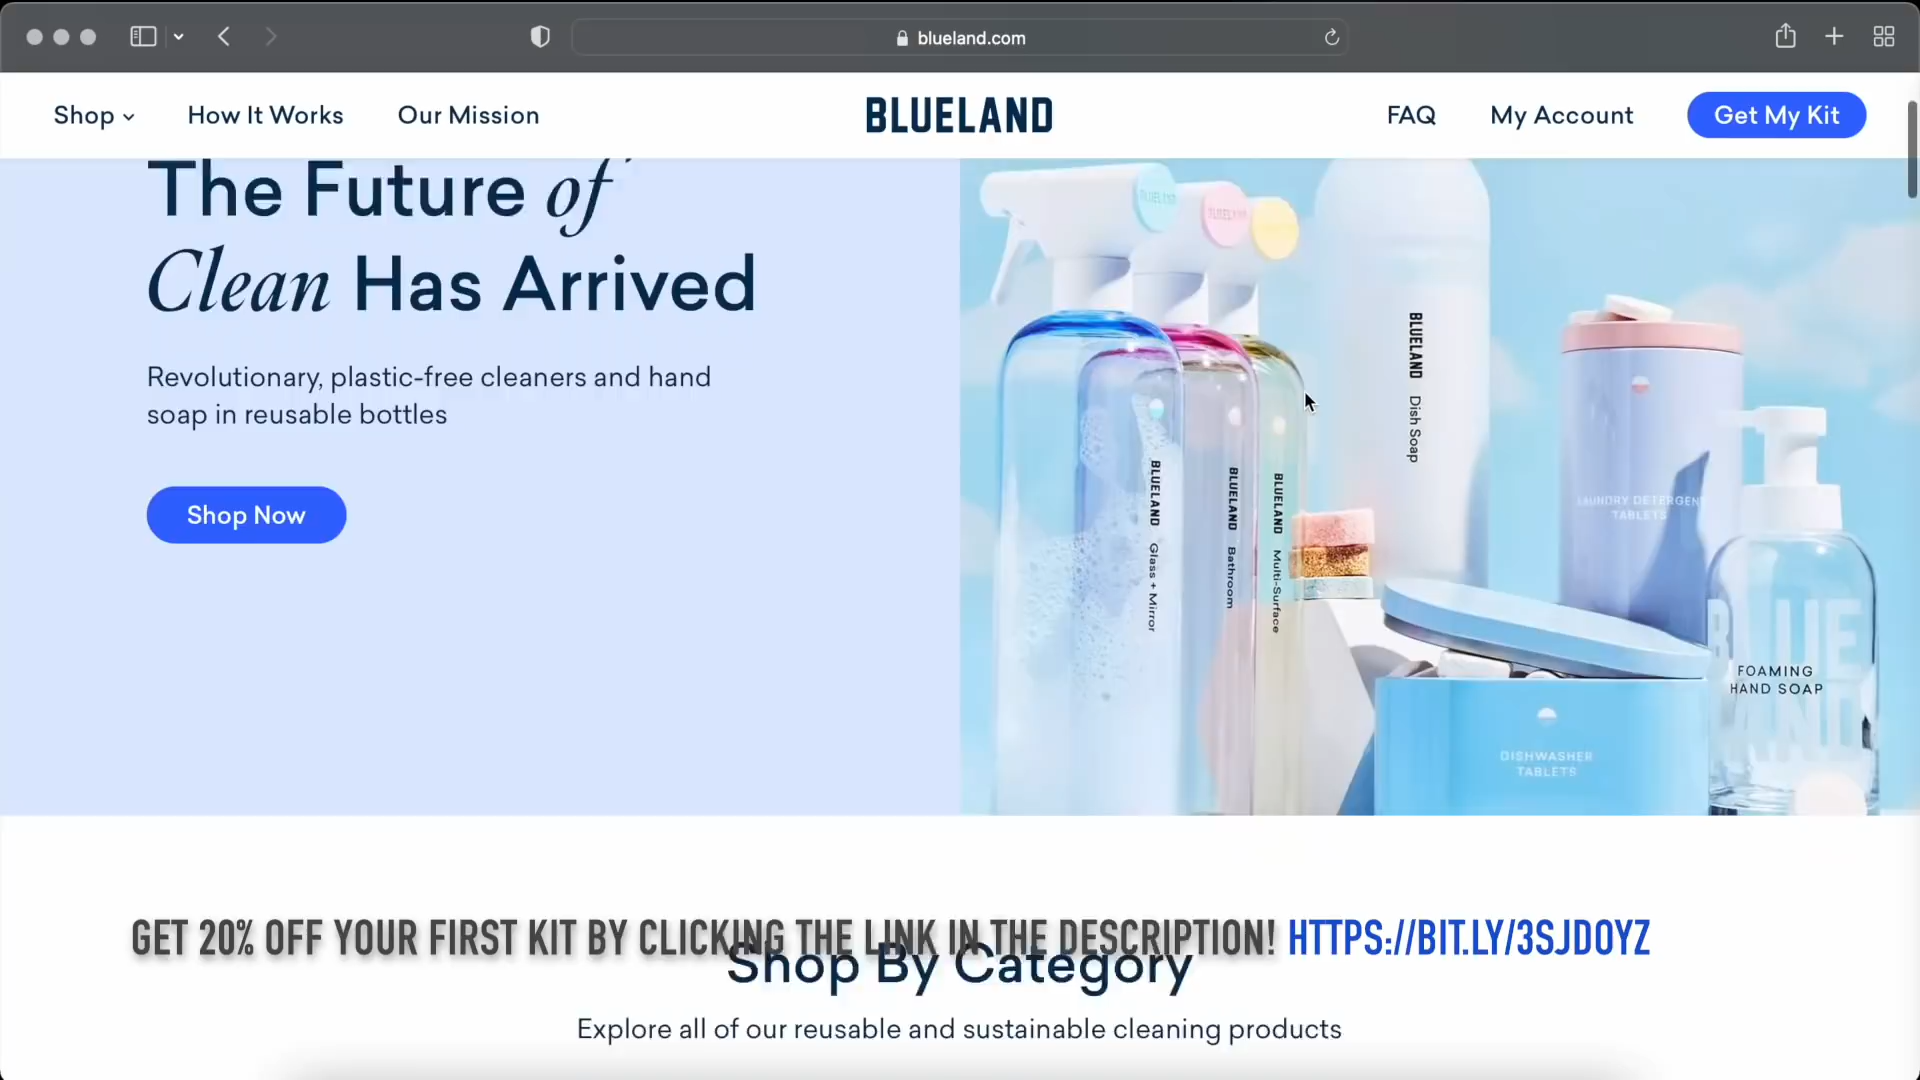 blueland.com
Shop
How It Works
Our Mission
BLUELAND
FAQ
My Account
Get My Kit
The Future of
Clean Has Arrived
Revolutionary, plastic-free cleaners and hand
soap in reusable bottles
Shop Now
BLUELAND
BLUELAND
BLUELAND Glass + Mirror
BLUELAND Bathroom
BLUELAND Multi-Surface
BLUELAND Dish Soap
LAUNDRY DETERGENT
TABLETS
BLUE
LAND
FOAMING
HAND SOAP
DISHWASHER
TABLETS
GET 20% OFF YOUR FIRST KIT BY CLICKING THE LINK IN THE DESCRIPTION! HTTPS://BIT.LY/3SJDOYZ
Shop By Category
Explore all of our reusable and sustainable cleaning products